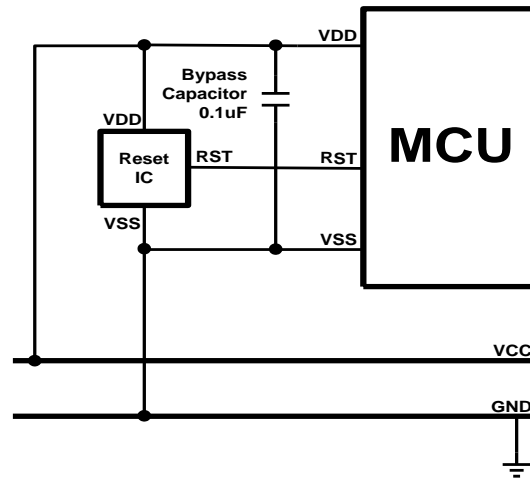 VDD
Bypass
Capacitor
0.1uF
VDD
Reset
IC
RST
RST
MCU
VSS
VSS
VCC
GND